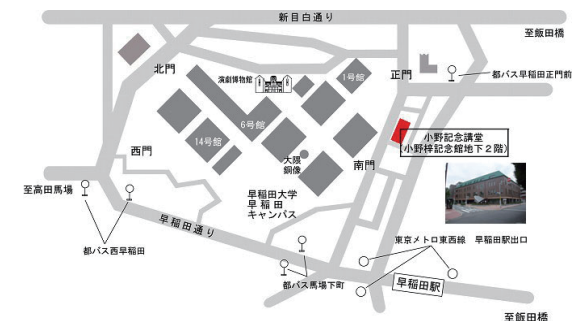 新目白通り
至飯田橋
北門
演劇博物館
1号館
正門
都バス早稲田正門前
6号館
14号館
小野記念講堂
(小野梓記念館地下２階)
西門
大隈
銅像
南門
至高田馬場
早稲田大学
早稲田
キャンパス
早稲田通り
都バス西早稲田
東京メトロ東西線　早稲田駅出口
都バス馬場下町
早稲田駅
至飯田橋